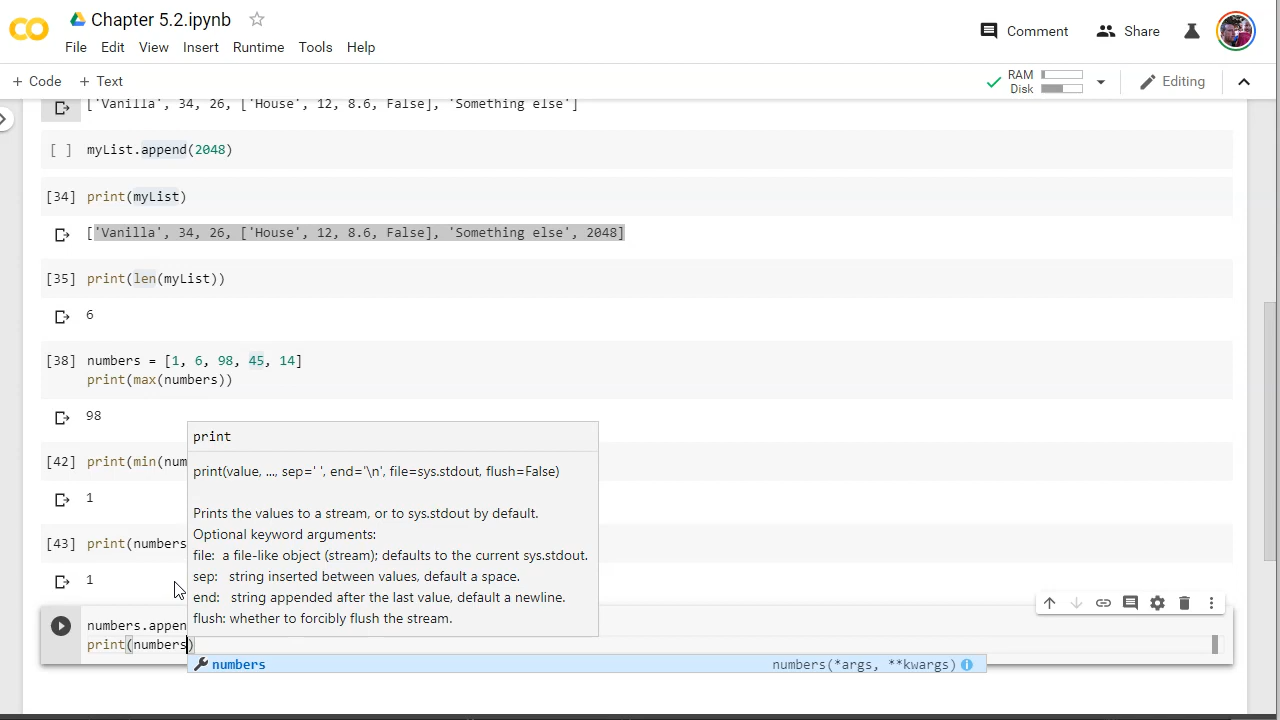 CO
Chapter 5.2.ipynb
File Edit View Insert Runtime Tools Help
Comment
Share
+ Code + Text
RAM
Disk
Editing
['Vanilla', 34, 26, ['House', 12, 8.6, False], 'Something else']
[ ] myList.append(2048)
[34] print(myList)
['Vanilla', 34, 26, ['House', 12, 8.6, False], 'Something else', 2048]
[35] print(len(myList))
6
[38] numbers = [1, 6, 98, 45, 14]
print(max(numbers))
98
print
[42] print(min(num
print(value, ..., sep=' ', end='\n', file=sys.stdout, flush=False)
1
Prints the values to a stream, or to sys.stdout by default.
Optional keyword arguments:
[43] print(numbers
file: a file-like object (stream); defaults to the current sys.stdout.
1
sep: string inserted between values, default a space.
end: string appended after the last value, default a newline.
flush: whether to forcibly flush the stream.
numbers.appen
print(numbers)
numbers numbers(*args, **kwargs)